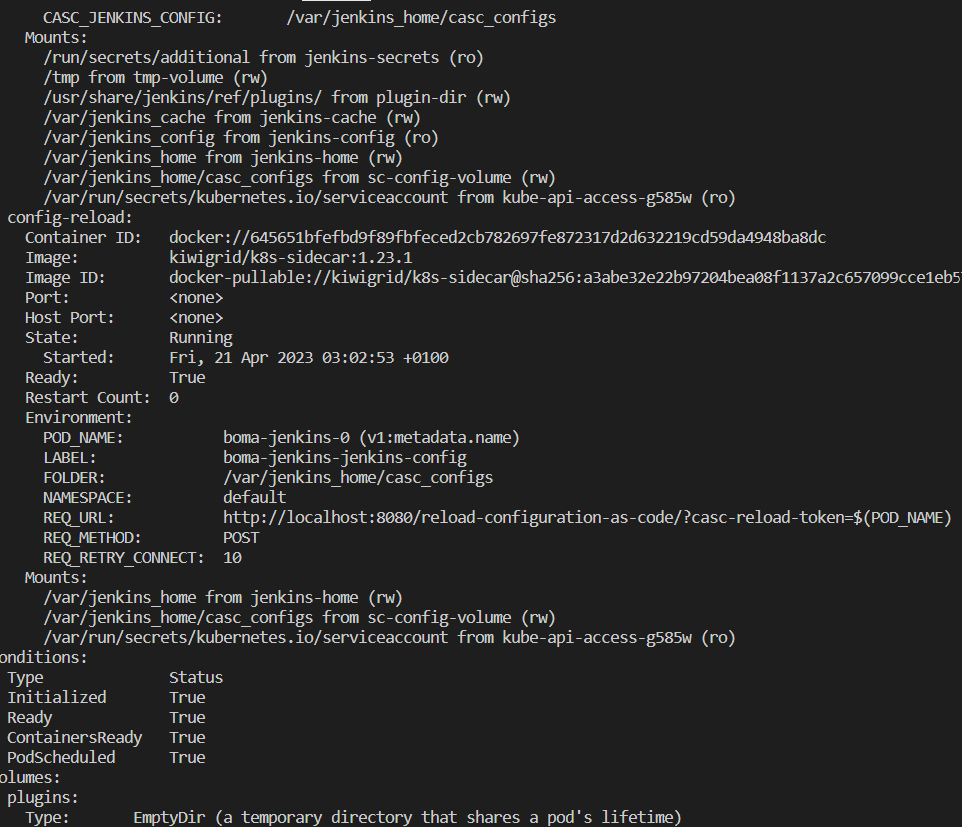 CASC_JENKINS_CONFIG: /var/jenkins_home/casc_configs
Mounts:
/run/secrets/additional from jenkins-secrets (ro)
/tmp from tmp-volume (rw)
/usr/share/jenkins/ref/plugins/ from plugin-dir (rw)
/var/jenkins_cache from jenkins-cache (rw)
/var/jenkins_config from jenkins-config (ro)
/var/jenkins_home from jenkins-home (rw)
/var/jenkins_home/casc_configs from sc-config-volume (rw)
/var/run/secrets/kubernetes.io/serviceaccount from kube-api-access-g585w (ro)
config-reload:
Container ID: docker://645651bfefbd9f89fbfeced2cb782697fe872317d2d632219cd59da4948ba8dc
Image: kiwigrid/k8s-sidecar:1.23.1
Image ID: docker-pullable://kiwigrid/k8s-sidecar@sha256:a3abe32e22b97204bea08f1137a2c657099cce1eb5
Port: <none>
Host Port: <none>
State: Running
Started: Fri, 21 Apr 2023 03:02:53 +0100
Ready: True
Restart Count: 0
Environment:
POD_NAME: boma-jenkins-0 (v1:metadata.name)
LABEL: boma-jenkins-jenkins-config
FOLDER: /var/jenkins_home/casc_configs
NAMESPACE: default
REQ_URL: http://localhost:8080/reload-configuration-as-code/?casc-reload-token=$(POD_NAME)
REQ_METHOD: POST
REQ_RETRY_CONNECT: 10
Mounts:
/var/jenkins_home from jenkins-home (rw)
/var/jenkins_home/casc_configs from sc-config-volume (rw)
/var/run/secrets/kubernetes.io/serviceaccount from kube-api-access-g585w (ro)
onditions:
Type Status
Initialized True
Ready True
ContainersReady True
PodScheduled True
olumes:
plugins:
Type: EmptyDir (a temporary directory that shares a pod's lifetime)